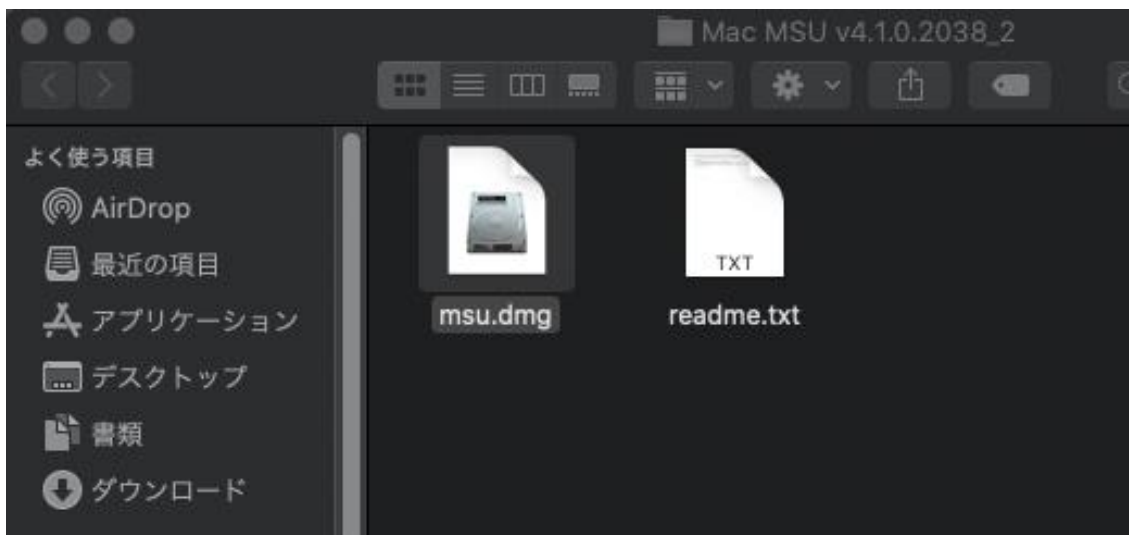 Mac MSU v4.1.0.2038_2
よく使う項目
AirDrop
最近の項目
アプリケーション
デスクトップ
書類
ダウンロード
TXT
msu.dmg
readme.txt